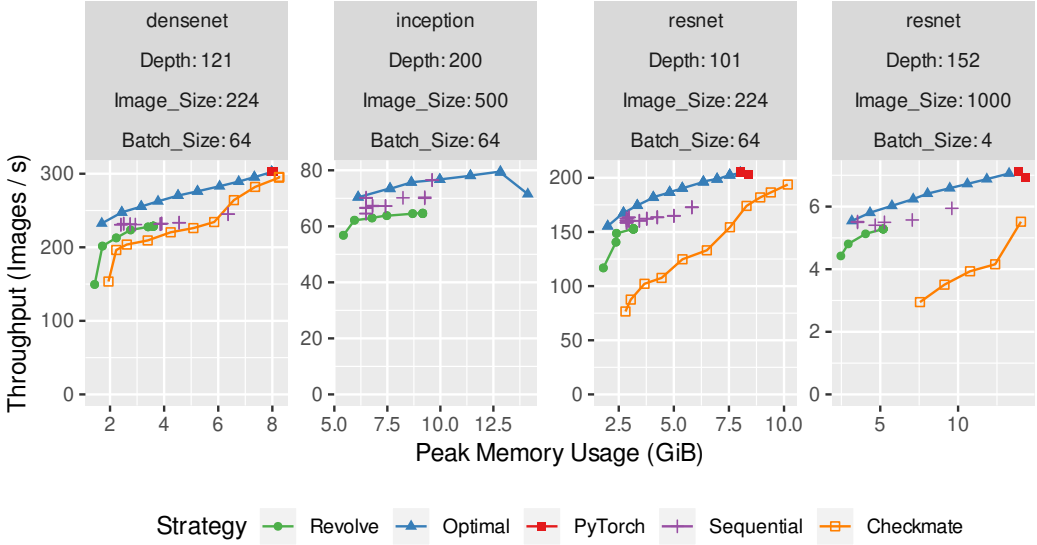 densenet
Depth: 121
Image_Size: 224
Batch_Size: 64
inception
Depth: 200
Image_Size: 500
Batch_Size: 64
resnet
Depth: 101
Image_Size: 224
Batch_Size: 64
resnet
Depth: 152
Image_Size: 1000
Batch_Size: 4
Throughput (Images / s)
300
200
100
0
2 4 6 8
80
60
40
20
0
5.0 7.5 10.0 12.5
200
150
100
50
0
2.5 5.0 7.5 10.0
6
4
2
0
5 10
Peak Memory Usage (GiB)
Strategy Revolve Optimal PyTorch Sequential Checkmate